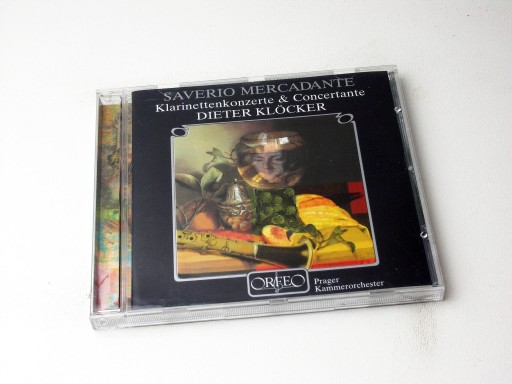 SAVERIO MERCADANTE
Klarinettenkonzerte & Concertante
DIETER KLÖCKER
ORFEO
Prager
Kammerorchester